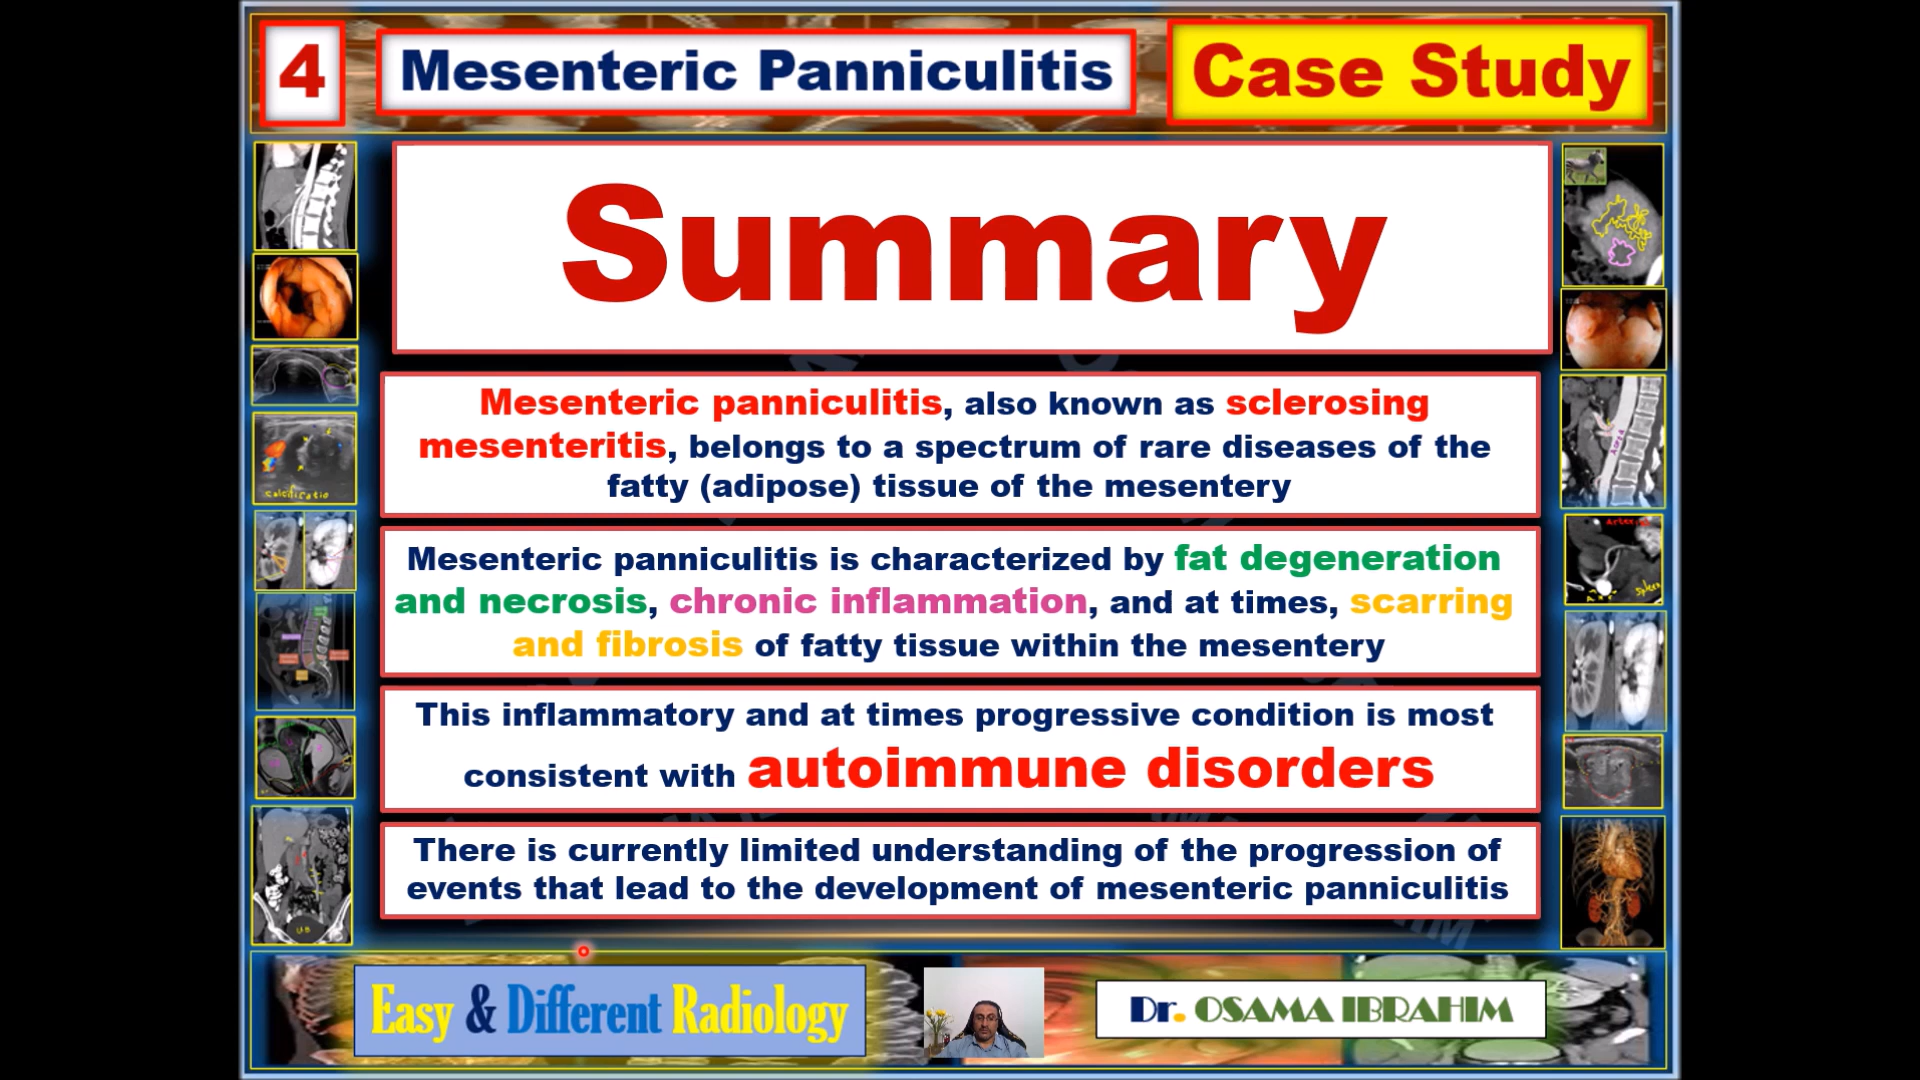 4
Mesenteric Panniculitis
Case Study
Summary
Mesenteric panniculitis, also known as sclerosing
mesenteritis, belongs to a spectrum of rare diseases of the
fatty (adipose) tissue of the mesentery
Mesenteric panniculitis is characterized by fat degeneration
and necrosis, chronic inflammation, and at times, scarring
and fibrosis of fatty tissue within the mesentery
This inflammatory and at times progressive condition is most
consistent with autoimmune disorders
There is currently limited understanding of the progression of
events that lead to the development of mesenteric panniculitis
Easy & Different Radiology
Dr. OSAMA IBRAHIM